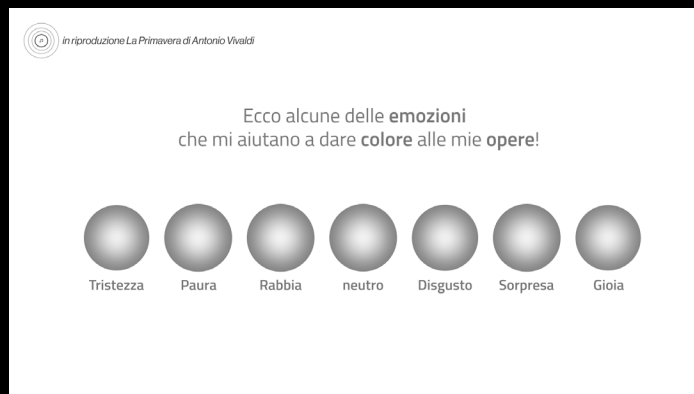 in riproduzione La Primavera di Antonio Vivaldi
Ecco alcune delle emozioni
che mi aiutano a dare colore alle mie opere!
Tristezza Paura Rabbia neutro Disgusto Sorpresa Gioia